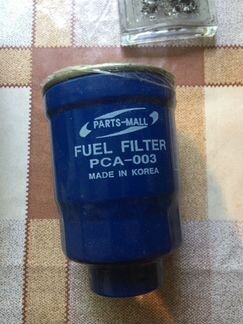 PARTS-MALL
FUEL FILTER
PCA-003
MADE IN KOREA